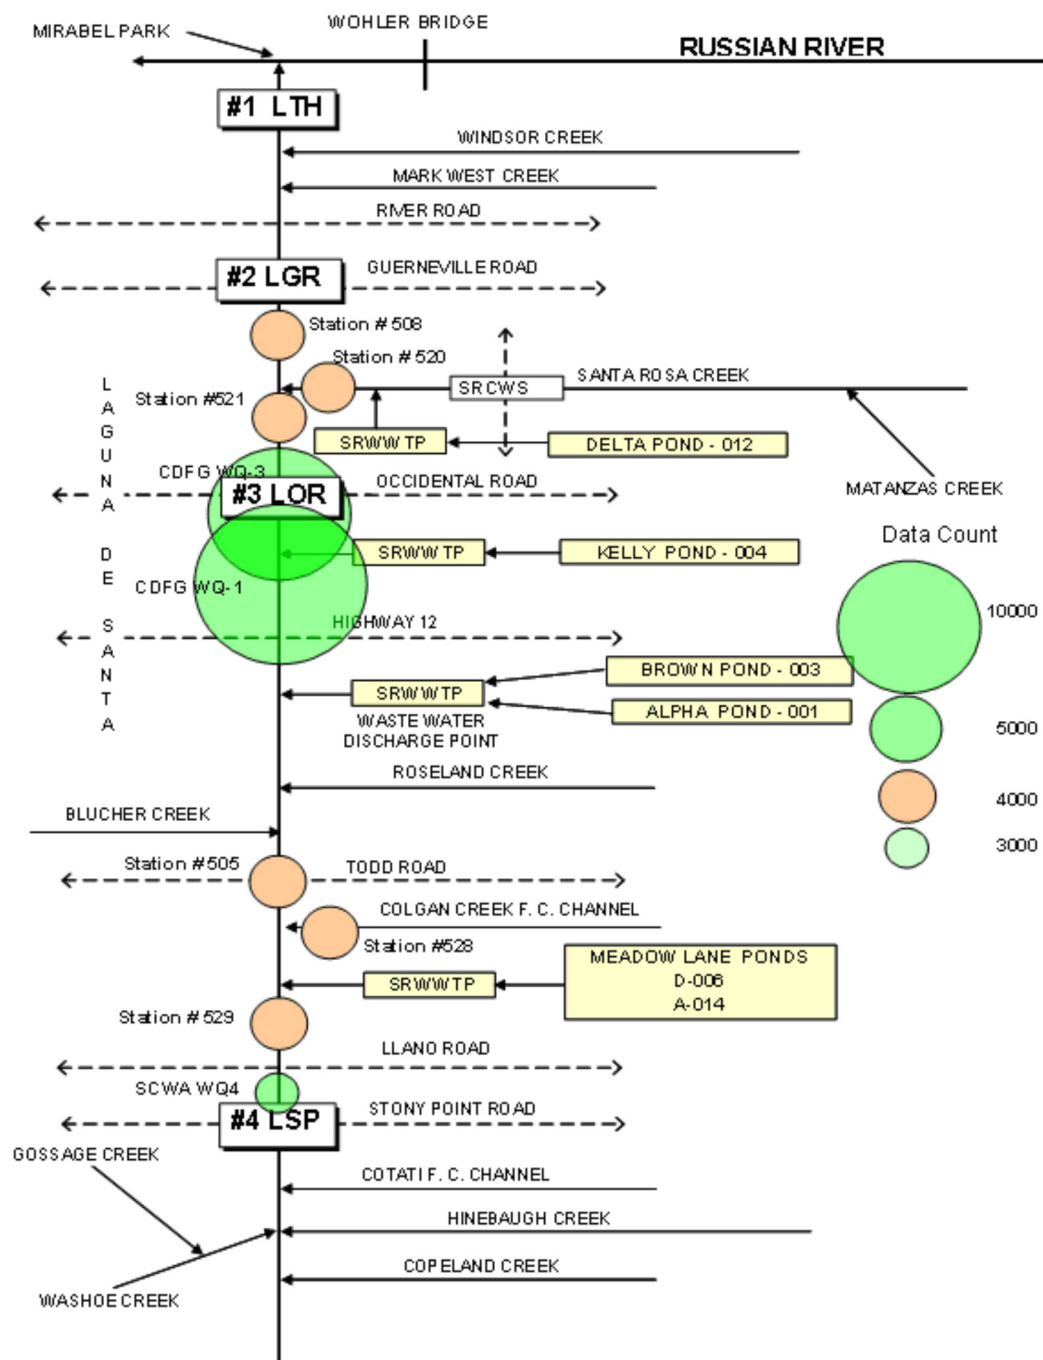 WOHLER BRIDGE
MIRABEL PARK
RUSSIAN RIVER
#1 LTH
WINDSOR CREEK
MARK WEST CREEK
RIVER ROAD
#2 LGR
GUERNEVILLE ROAD
Station # 508
Station # 520
SRCWS
SANTA ROSA CREEK
Station #521
SRWWTP
DELTA POND - 012
CDFG WQ-3
#3 LOR
OCCIDENTAL ROAD
MATANZAS CREEK
LAGUNA DE SANTA
SRWWTP
KELLY POND - 004
CDFG WQ-1
HIGHWAY 12
Data Count
10000
5000
4000
3000
BROWN POND - 003
SRWWTP
ALPHA POND - 001
WASTE WATER
DISCHARGE POINT
ROSELAND CREEK
BLUCHER CREEK
Station #505
TODD ROAD
COLGAN CREEK F. C. CHANNEL
Station #528
MEADOW LANE PONDS
D-006
A-014
SRWWTP
Station # 529
LLANO ROAD
SCWA WQ4
#4 LSP
STONY POINT ROAD
GOSSAGE CREEK
COTATI F. C. CHANNEL
HINEBAUGH CREEK
COPELAND CREEK
WASHOE CREEK